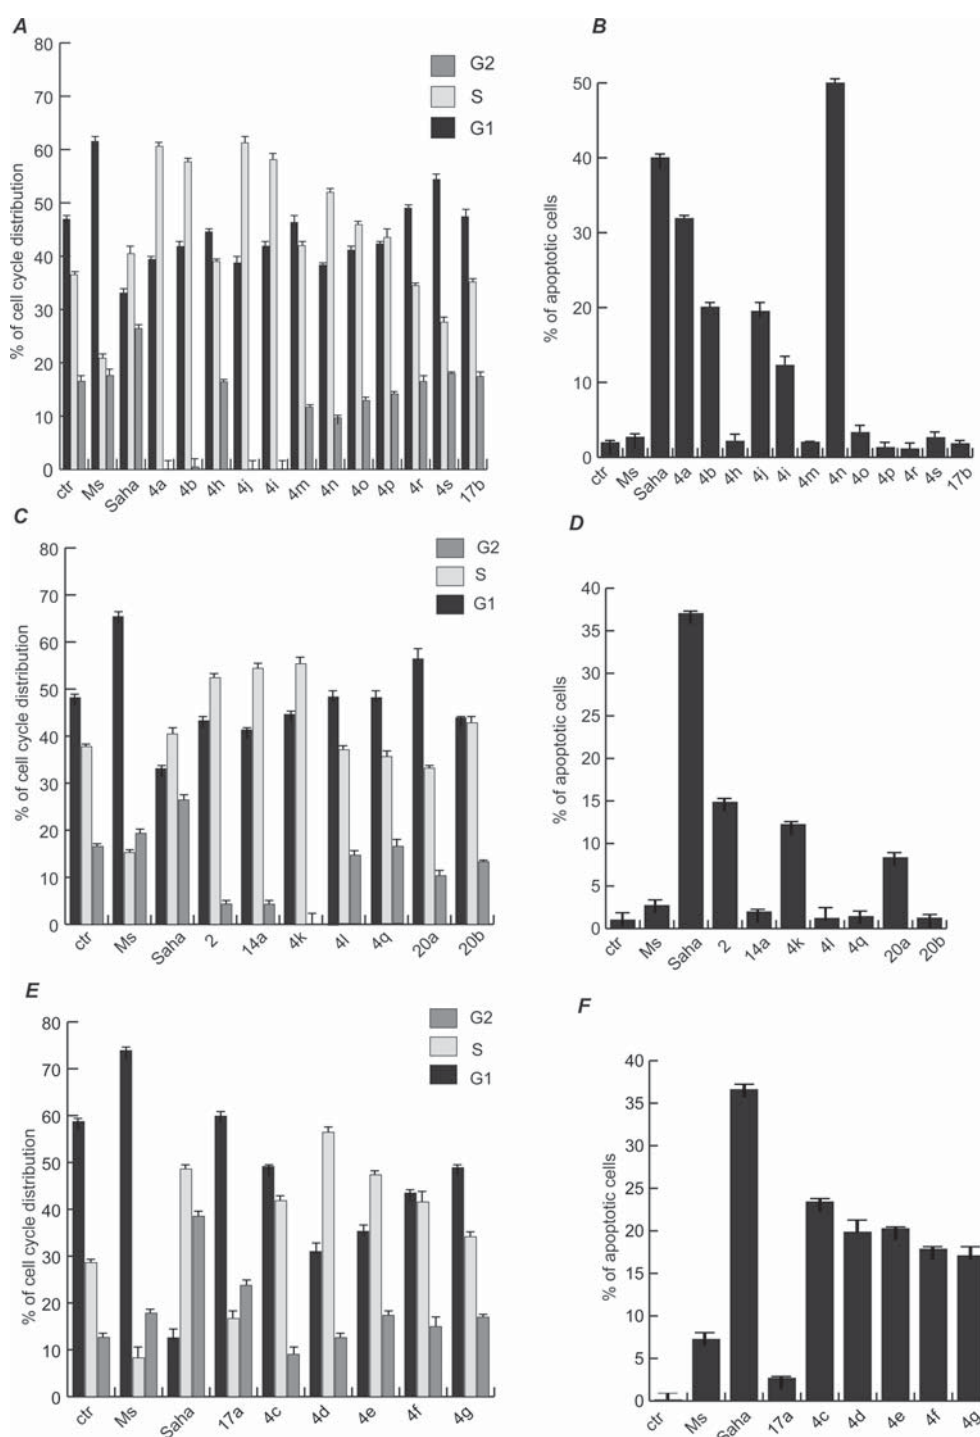 A
% of cell cycle distribution
80
70
60
50
40
30
20
10
0
G2
S
G1
ctr Ms Saha 4a 4b 4h 4j 4i 4m 4n 4o 4p 4r 4s 17b
B
% of apoptotic cells
50
40
30
20
10
0
ctr Ms Saha 4a 4b 4h 4j 4i 4m 4n 4o 4p 4r 4s 17b
C
% of cell cycle distribution
80
70
60
50
40
30
20
10
0
G2
S
G1
ctr Ms Saha 2 14a 4k 4l 4q 20a 20b
D
% of apoptotic cells
40
35
30
25
20
15
10
5
0
ctr Ms Saha 2 14a 4k 4l 4q 20a 20b
E
% of cell cycle distribution
80
70
60
50
40
30
20
10
0
G2
S
G1
ctr Ms Saha 17a 4c 4d 4e 4f 4g
F
% of apoptotic cells
40
35
30
25
20
15
10
5
0
ctr Ms Saha 17a 4c 4d 4e 4f 4g